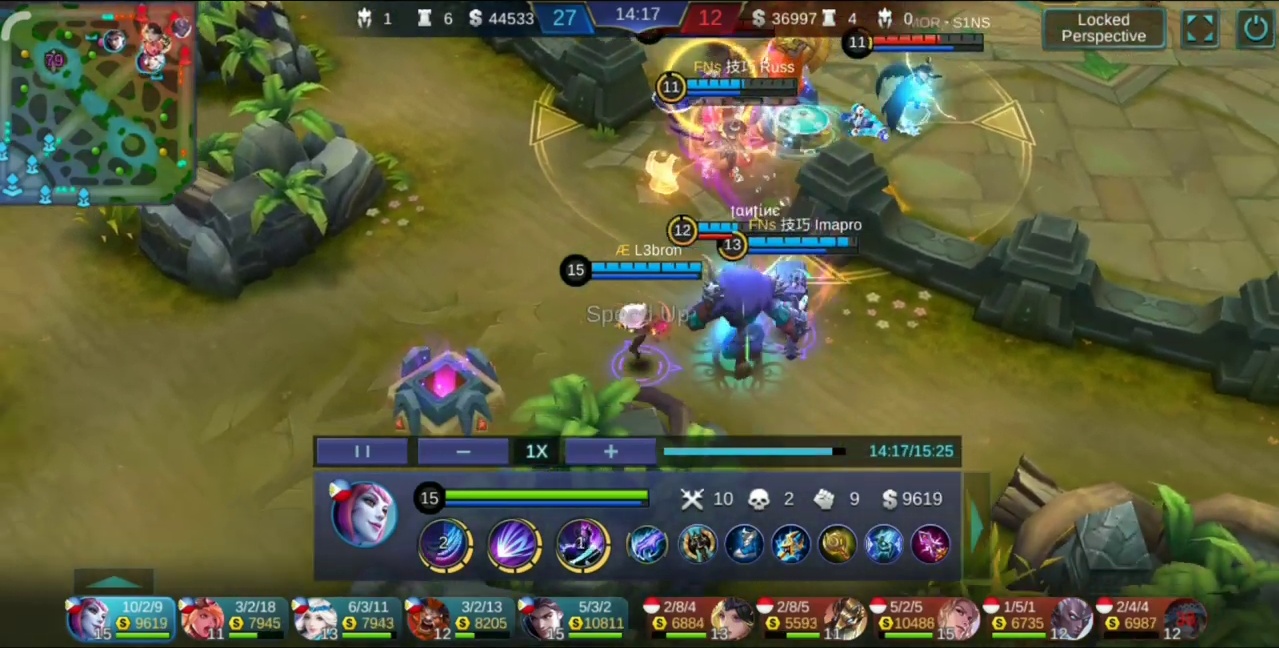 1 6 $ 44533 27 14:17 12 $ 36997 4 0
MOR - S1NS
Locked
Perspective
79
11
11 FNs 技巧 Russ
12
13 FNs 技巧 Imapro
15 Æ L3bron
Speed Up
1X
14:17/15:25
15 10 2 9 $ 9619
2 1
10/2/9 3/2/18 6/3/11 3/2/13 5/3/2 2/8/4 2/8/5 5/2/5 1/5/1 2/4/4
9619 7945 7943 8205 10811 6884 5593 10486 6735 6987
15 11 13 12 15 13 11 15 12 12